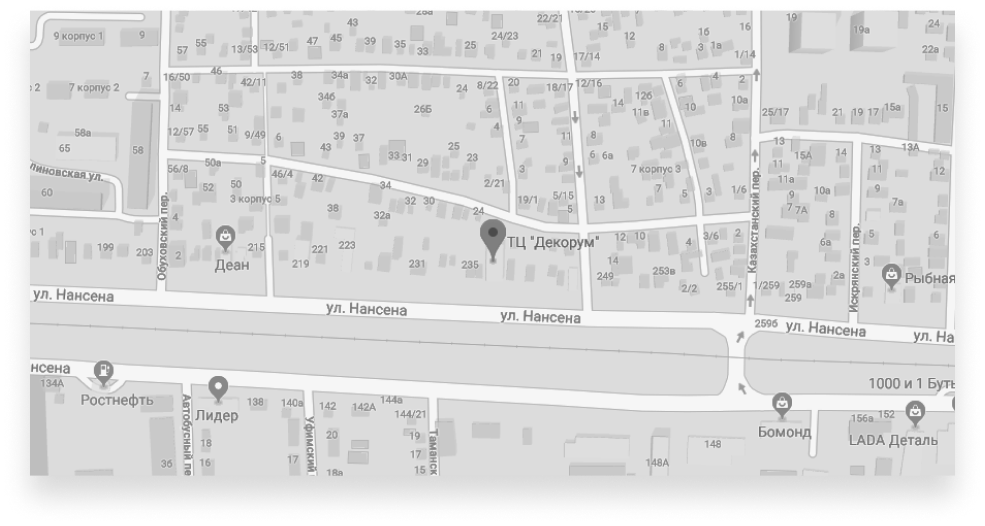 43
25а
22/21
16
19
24
9 корпус 1
9
57
55
13/53
12/51
47
45
39
35
33
25
24/23
15
12
8
3
1а
16
1/14
19а
22а
21
19
17/14
7
16/50
46
42/11
38
34а
32
30А
24
8/22
20
18/17
12/16
6
4
2
7 корпус 2
14
53
34б
37а
26Б
6
11
9
14
11в
12б
11
10
10а
25/17
21
19
17
15а
15
58а
65
58
12/57
55
51
9/49
6
39
37
43
33
31
29
25
23
7
3
11
8
6
6а
10в
8
13
13
13А
линовская ул.
60
56/8
50а
5
46/4
42
34
2/21
7 корпус 3
7
5
3
1/6
15А
11
11а
9
7
7А
10а
8
11
9
12
52
50
3 корпус 5
38
32а
32
30
24
19/1
5/15
5
13
7а
6
Обуховский пер.
4
2
199
203
Деан
215
219
221
223
231
235
ТЦ "Декорум"
12
10
14
249
253в
4
3/6
2
2/2
255/1
Казахстанский пер.
1/259
259а
259
6а
2а
Искрянский пер.
5
3
Рыбная
ул. Нансена
ул. Нансена
ул. Нансена
259б
ул. Нансена
ул. На
нсена
134А
Ростнефть
Лидер
138
140а
142
142А
144а
144/21
1000 и 1 Буть
Автобусный пе
18
16
36
Уфимский
17
20
18а
19
17
15
Таманск
148А
148
Бомонд
156а
152
LADA Деталь